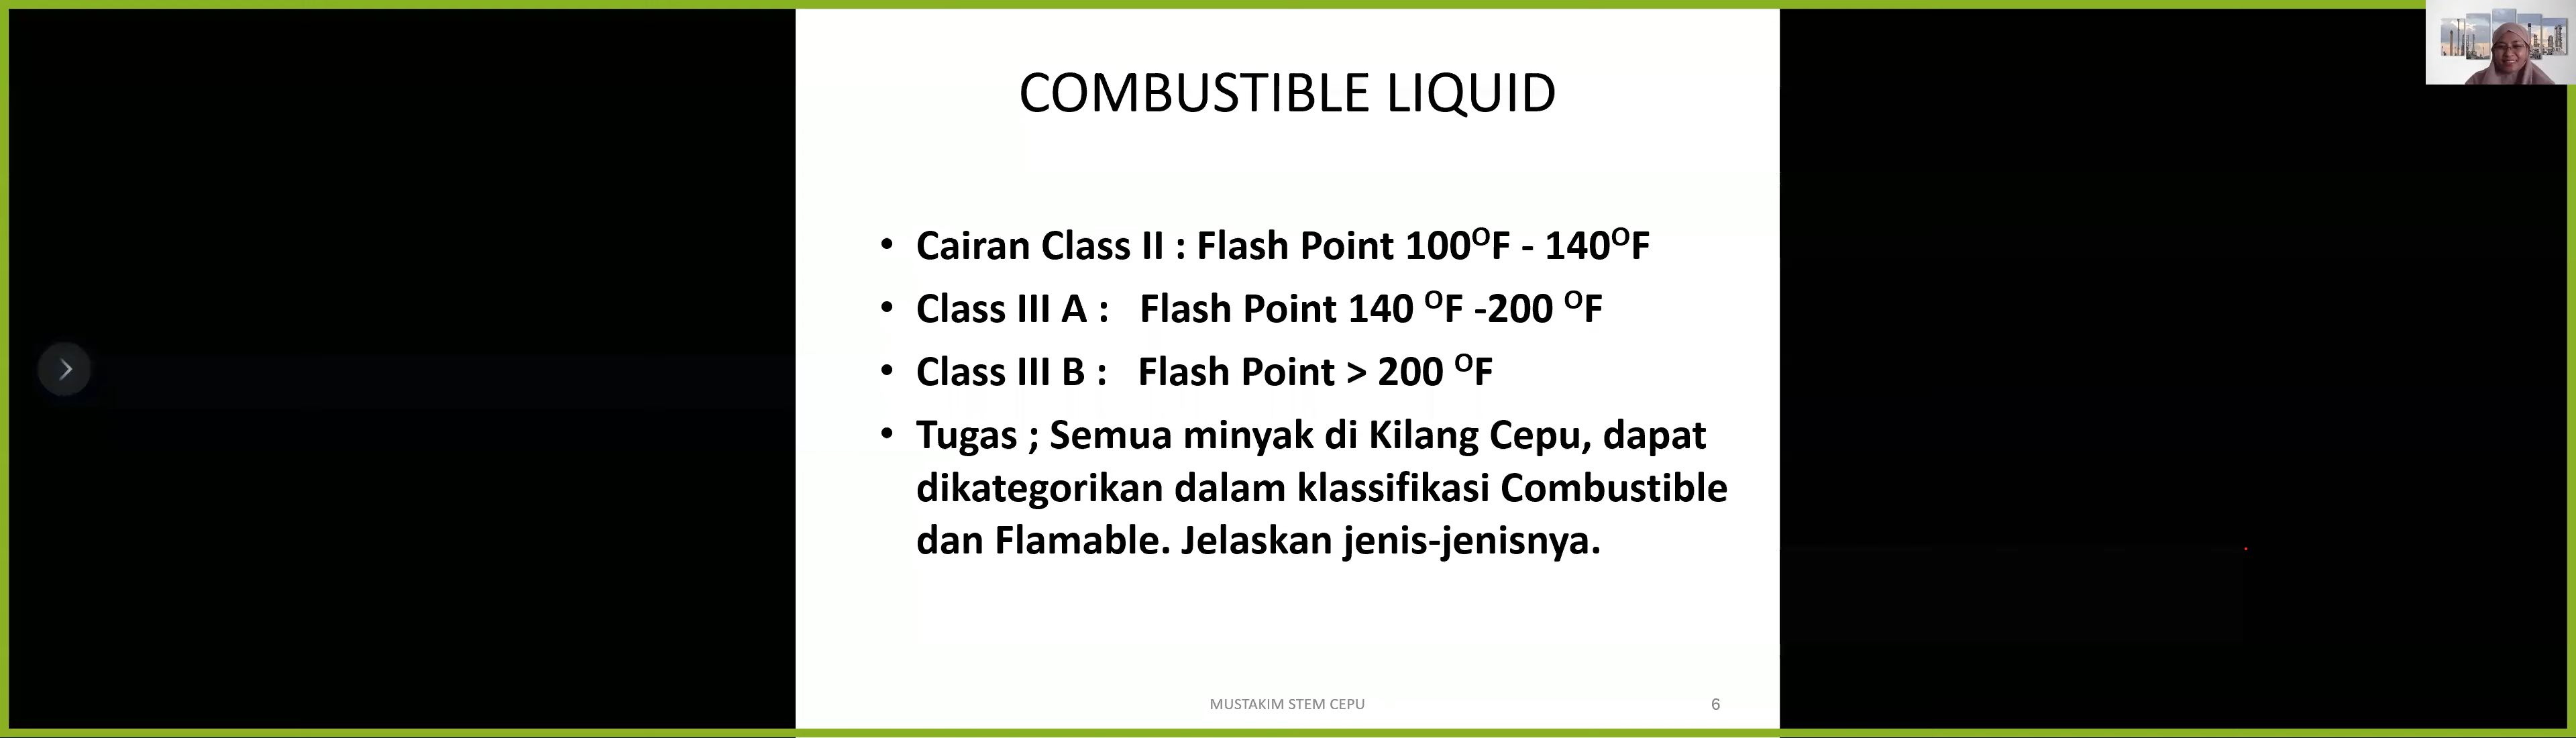 COMBUSTIBLE LIQUID
• Cairan Class II : Flash Point 100ᴼF - 140ᴼF
• Class III A : Flash Point 140 ᴼF -200 ᴼF
• Class III B : Flash Point > 200 ᴼF
• Tugas ; Semua minyak di Kilang Cepu, dapat
dikategorikan dalam klassifikasi Combustible
dan Flamable. Jelaskan jenis-jenisnya.
MUSTAKIM STEM CEPU
6